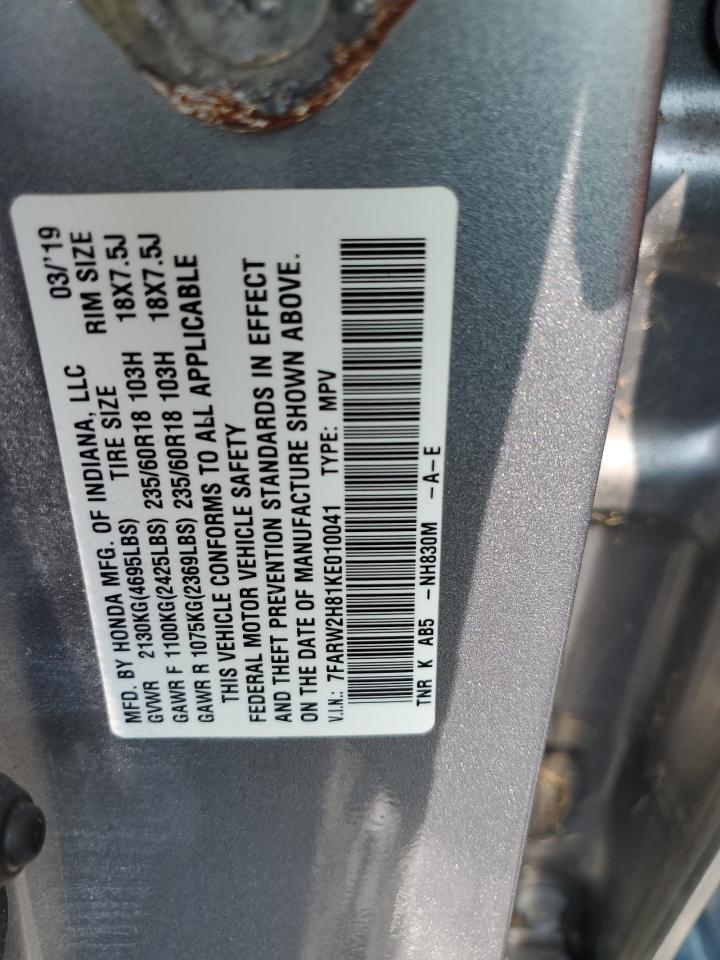 MFD. BY HONDA MFG. OF INDIANA, LLC 03/'19
GVWR 2130KG(4695LBS) TIRE SIZE RIM SIZE
GAWR F 1100KG(2425LBS) 235/60R18 103H 18X7.5J
GAWR R 1075KG(2369LBS) 235/60R18 103H 18X7.5J
THIS VEHICLE CONFORMS TO ALL APPLICABLE
FEDERAL MOTOR VEHICLE SAFETY
AND THEFT PREVENTION STANDARDS IN EFFECT
ON THE DATE OF MANUFACTURE SHOWN ABOVE.
V.I.N.: 7FARW2H81KE010041 TYPE: MPV
TNR K AB5 -NH830M -A-E